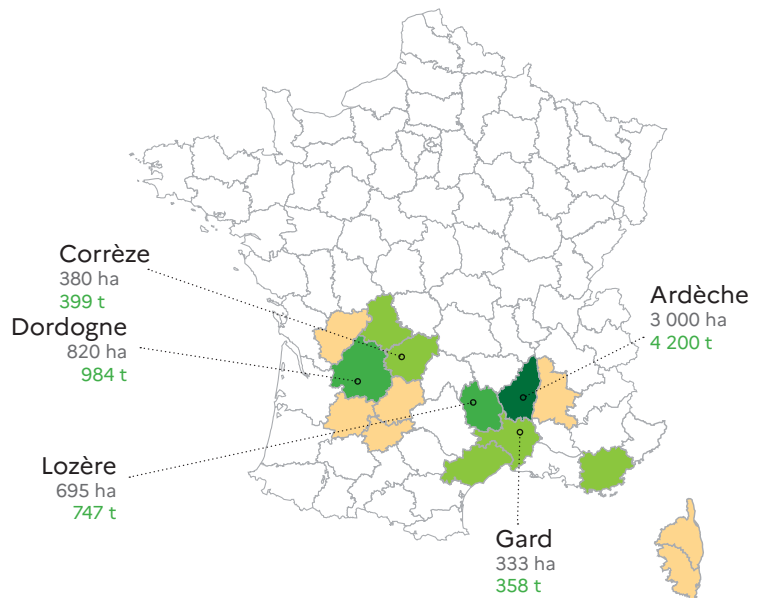 Corrèze
380 ha
399 t
Dordogne
820 ha
984 t
Ardèche
3 000 ha
4 200 t
Lozère
695 ha
747 t
Gard
333 ha
358 t